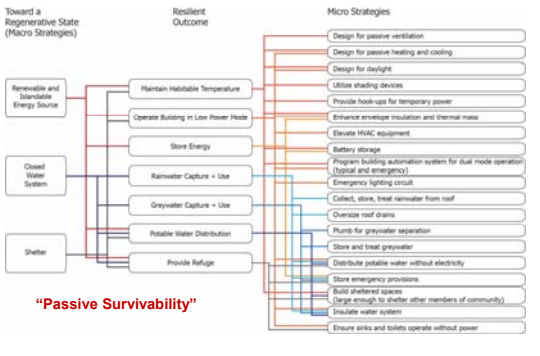 Toward a
Regenerative State
(Macro Strategies)
Resilient
Outcome
Micro Strategies
Renewable and
Islandable
Energy Source
Closed
Water
System
Shelter
Maintain Habitable Temperature
Operate Building in Low Power Mode
Store Energy
Rainwater Capture + Use
Greywater Capture + Use
Potable Water Distribution
Provide Refuge
Design for passive ventilation
Design for passive heating and cooling
Design for daylight
Utilize shading devices
Provide hook-ups for temporary power
Enhance envelope insulation and thermal mass
Elevate HVAC equipment
Battery storage
Program building automation system for dual mode operation
(typical and emergency)
Emergency lighting circuit
Collect, store, treat rainwater from roof
Oversize roof drains
Plumb for greywater separation
Store and treat greywater
Distribute potable water without electricity
Store emergency provisions
Build sheltered spaces
(large enough to shelter other members of community)
Insulate water system
Ensure sinks and toilets operate without power
“Passive Survivability”